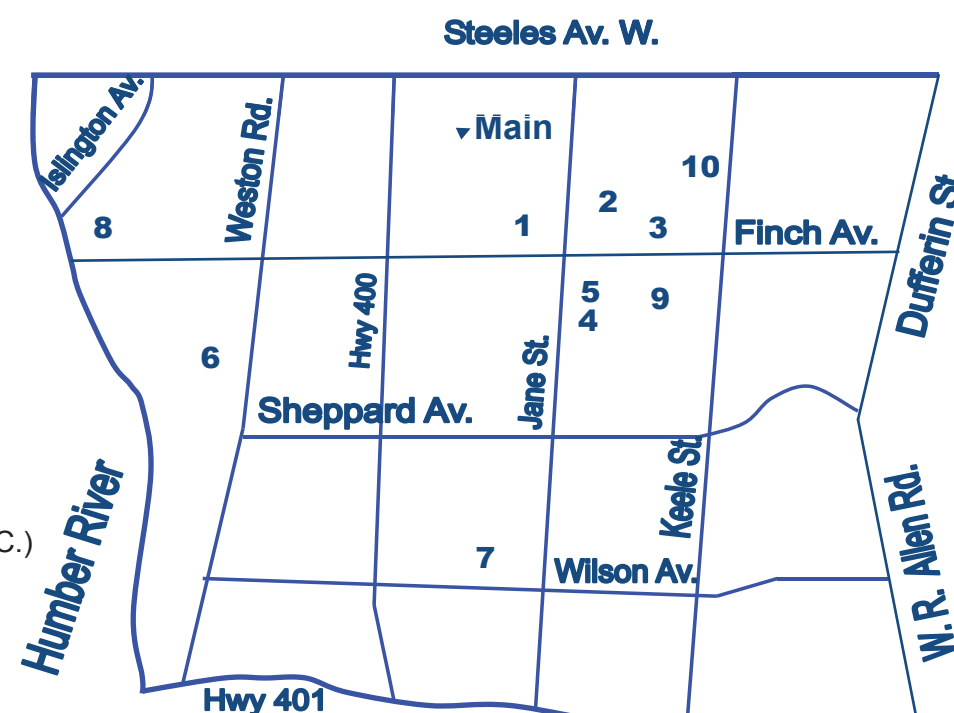 Steeles Av. W.
Islington Av.
Weston Rd.
Main
10
2
8
1
3
Finch Av.
Dufferin St
Hwy 400
5
9
4
6
Jane St.
Sheppard Av.
Keele St.
Humber River
C.)
7
Wilson Av.
W.R. Allen Rd.
Hwy 401